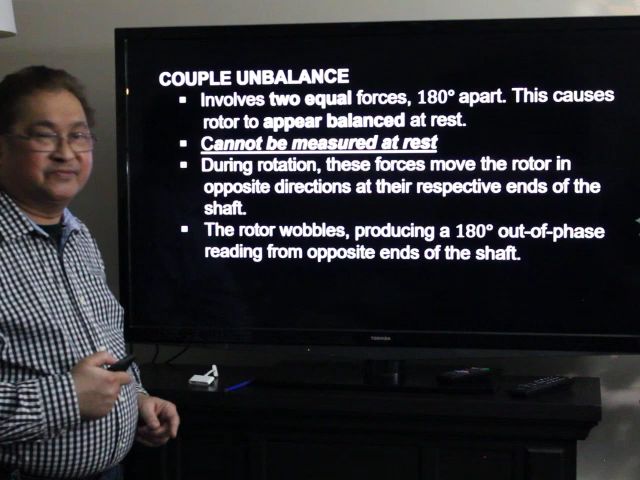 COUPLE UNBALANCE
▪ Involves two equal forces, 180° apart. This causes
rotor to appear balanced at rest.
▪ Cannot be measured at rest
▪ During rotation, these forces move the rotor in
opposite directions at their respective ends of the
shaft.
▪ The rotor wobbles, producing a 180° out-of-phase
reading from opposite ends of the shaft.
TOSHIBA